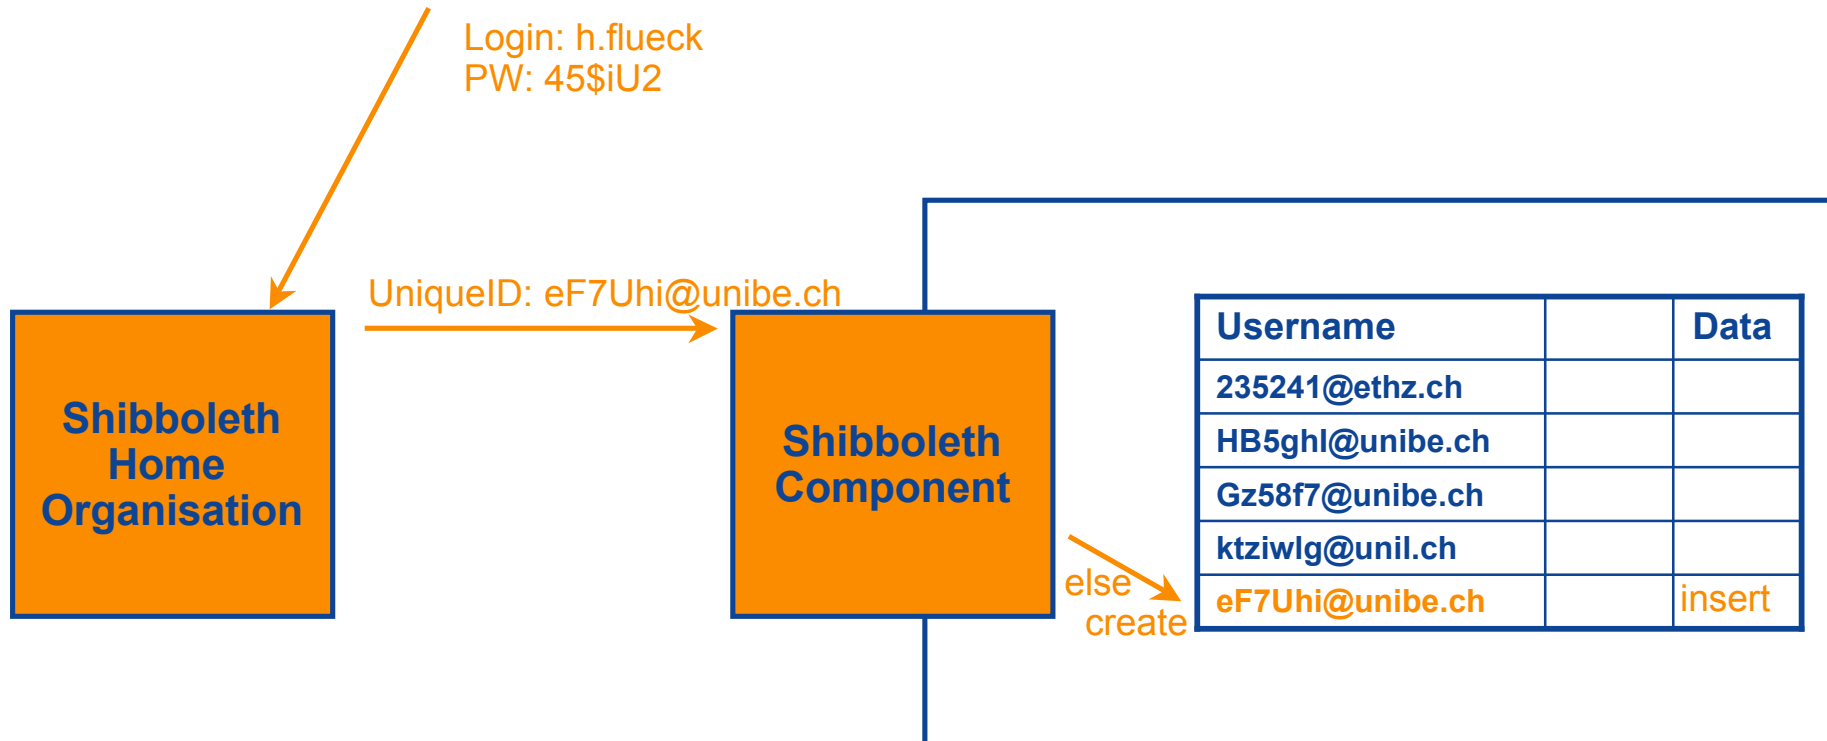 Login: h.flueck
PW: 45$iU2
UniqueID: eF7Uhi@unibe.ch
Shibboleth
Home
Organisation
Shibboleth
Component
else
create
Username Data
235241@ethz.ch
HB5ghl@unibe.ch
Gz58f7@unibe.ch
ktziwlg@unil.ch
eF7Uhi@unibe.ch insert